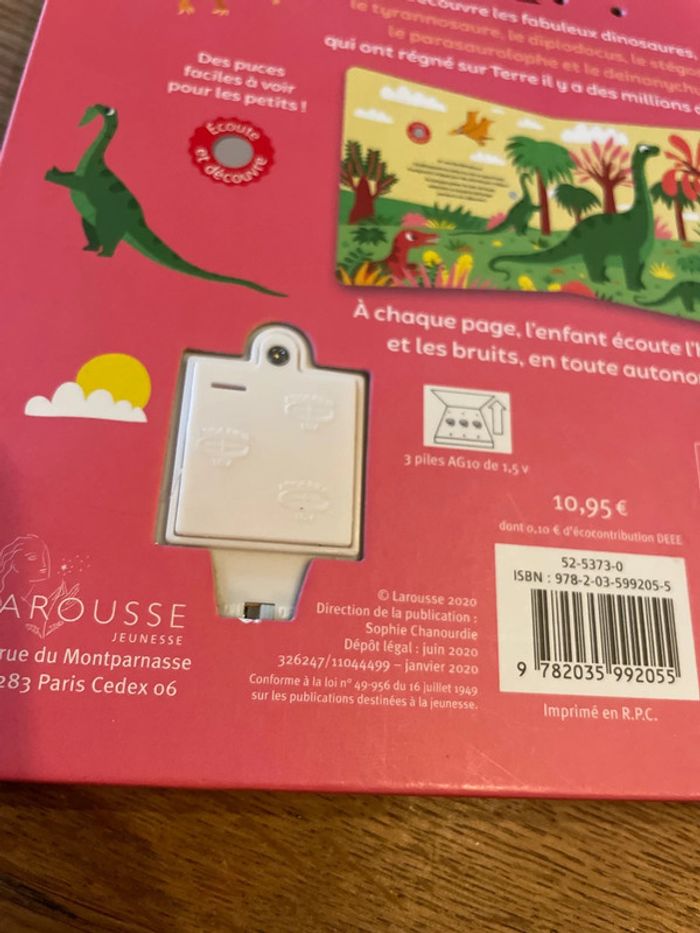 écouvre les fabuleux dinosaures,
le tyrannosaure, le diplodocus, le stég
le parasaurolophe et le deinonych
qui ont régné sur Terre il y a des millions
Des puces
faciles à voir
pour les petits !
Écoute
et découvre
À chaque page, l'enfant écoute l'h
et les bruits, en toute autono
3 piles AG10 de 1,5 v
10,95 €
dont 0,10 € d'écocontribution DEEE
52-5373-0
ISBN : 978-2-03-599205-5
9 782035 992055
Imprimé en R.P.C.
© Larousse 2020
Direction de la publication :
Sophie Chanourdie
Dépôt légal : juin 2020
326247/11044499 – janvier 2020
Conforme à la loi n° 49-956 du 16 juillet 1949
sur les publications destinées à la jeunesse.
AROUSSE
JEUNESSE
rue du Montparnasse
283 Paris Cedex 06